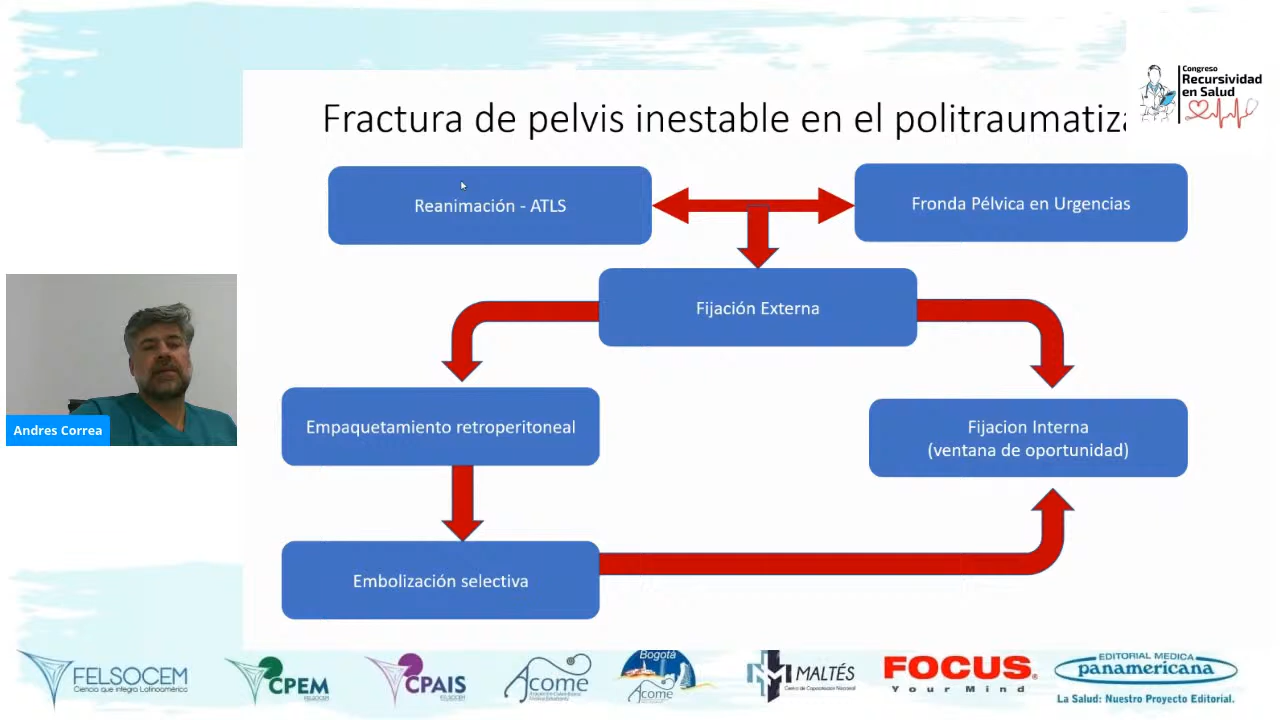 Congreso
Recursividad
en Salud
Fractura de pelvis inestable en el politraumatiza
Reanimación - ATLS
Fronda Pélvica en Urgencias
Fijación Externa
Empaquetamiento retroperitoneal
Fijacion Interna
(ventana de oportunidad)
Andres Correa
Embolización selectiva
FELSOCEM
Ciencia que integra Latinoamérica
CPEM
FELSOCEM
CPAIS
FELSOCEM
Acome
Bogotá
Acome
MALTÉS
FOCUS
Your Mind
EDITORIAL MEDICA
panamericana
La Salud: Nuestro Proyecto Editorial.